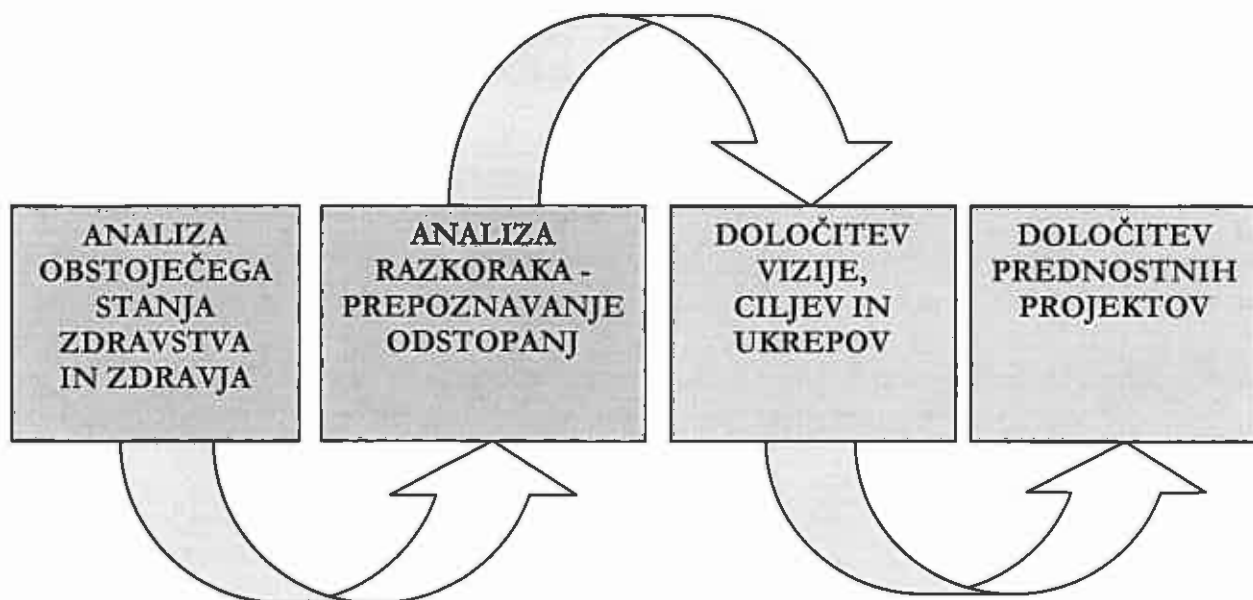 ANALIZA
OBSTOJEČEGA
STANJA
ZDRAVSTVA
IN ZDRAVJA
ANALIZA
RAZKORAKA -
PREPOZNAVANJE
ODSTOPANJ
DOLOČITEV
VIZIJE,
CILJEV IN
UKREPOV
DOLOČITEV
PREDNOSTNIH
PROJEKTOV